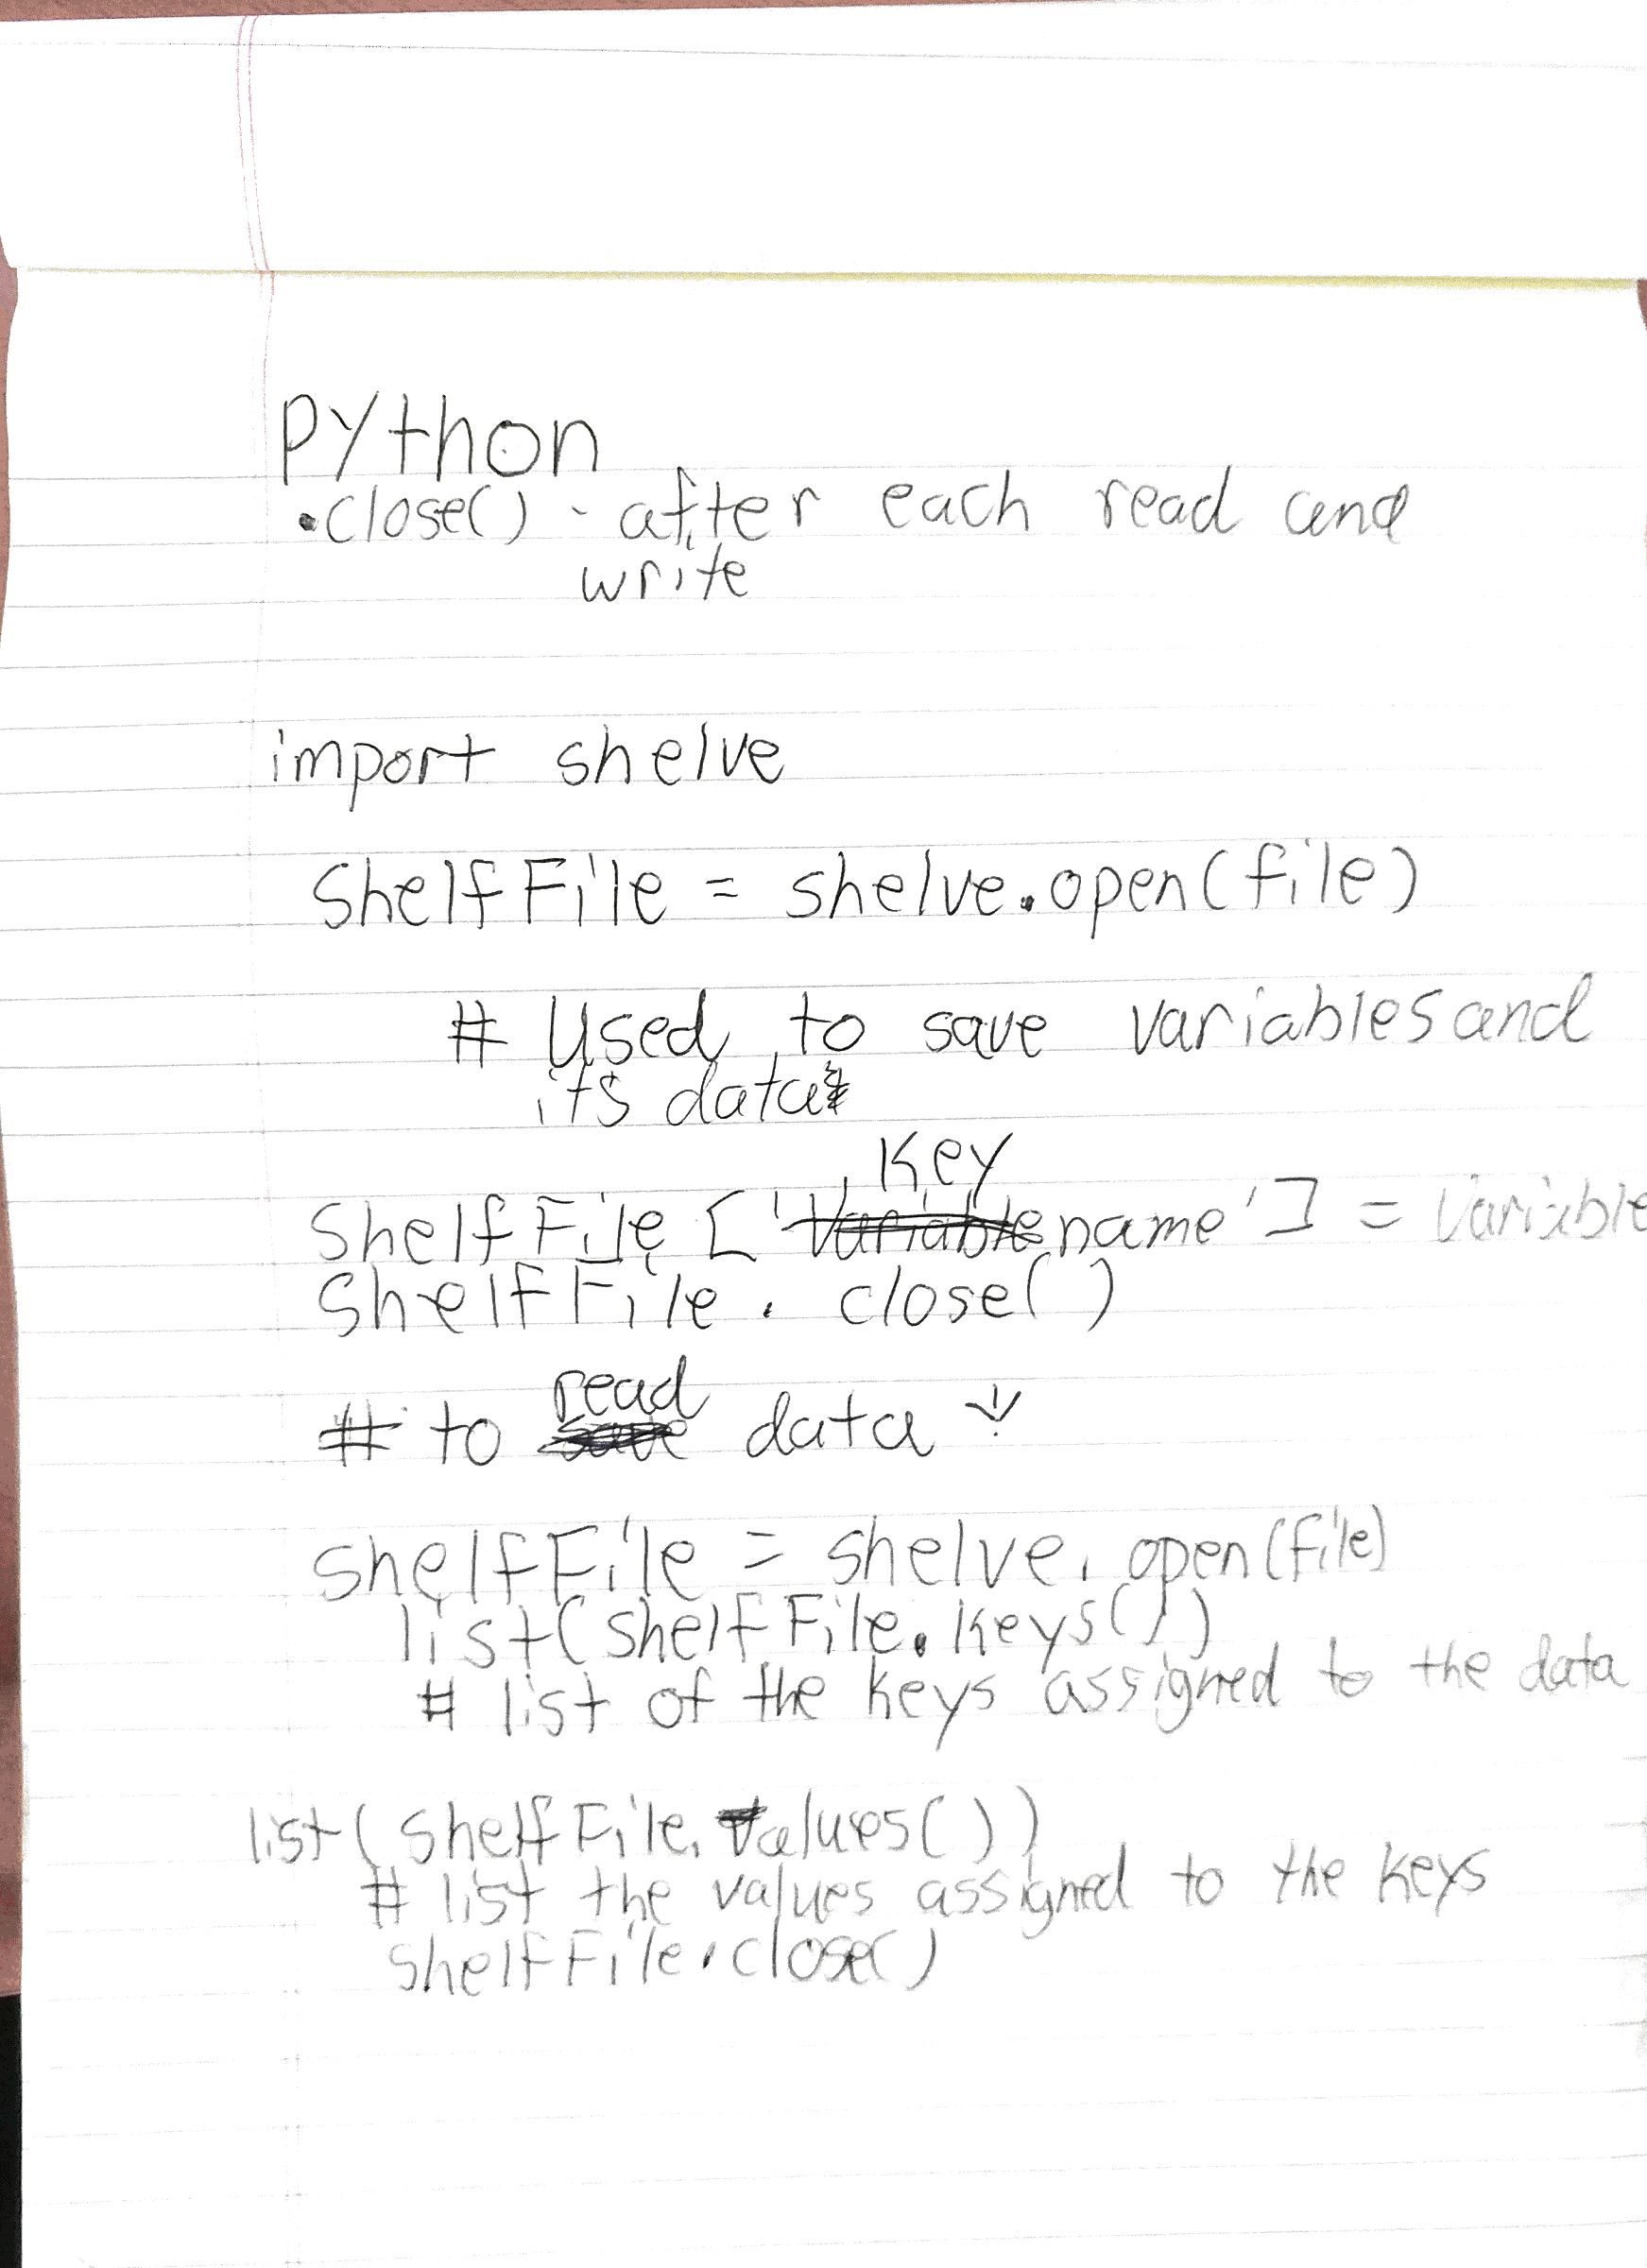 Python
.close() - after each read and
write
import shelve
ShelfFile = shelve.open(file)
# Used to save variables and
its data
Key
ShelfFile ['Variable name'] = Variable
ShelfFile. close()
read
# to save data ↓
shelfFile = shelve. open(file)
list(shelfFile.keys())
# list of the keys assigned to the data
list(shelfFile.values())
# list the values assigned to the keys
shelfFile.close()